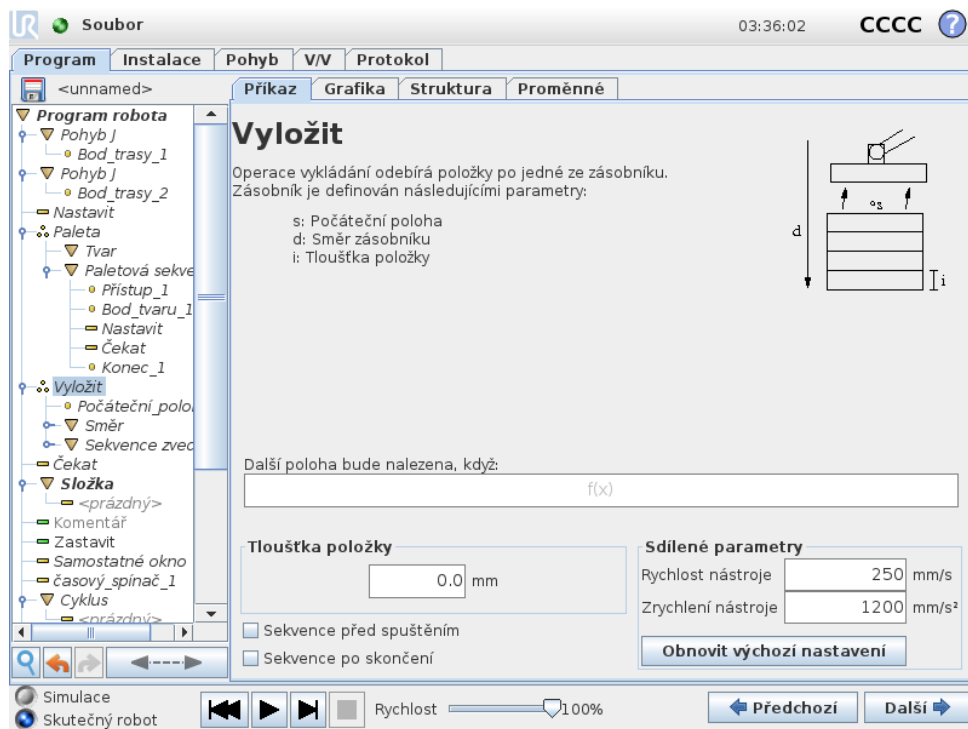 UR Soubor 03:36:02 CCCC ?
Program Instalace Pohyb V/V Protokol
<unnamed>
Příkaz Grafika Struktura Proměnné
Program robota
Pohyb J
Bod_trasy_1
Pohyb J
Bod_trasy_2
Nastavit
Paleta
Tvar
Paletová sekve
Přístup_1
Bod_tvaru_1
Nastavit
Čekat
Konec_1
Vyložit
Počáteční_polo
Směr
Sekvence zved
Čekat
Složka
<prázdný>
Komentář
Zastavit
Samostatné okno
časový_spínač_1
Cyklus
<prázdný>
Vyložit
Operace vykládání odebírá položky po jedné ze zásobníku.
Zásobník je definován následujícími parametry:
s: Počáteční poloha
d: Směr zásobníku
i: Tloušťka položky
s
d
i
Další poloha bude nalezena, když:
f(x)
Tloušťka položky
0.0 mm
Sekvence před spuštěním
Sekvence po skončení
Sdílené parametry
Rychlost nástroje 250 mm/s
Zrychlení nástroje 1200 mm/s²
Obnovit výchozí nastavení
Simulace
Skutečný robot
Rychlost 100%
Předchozí Další